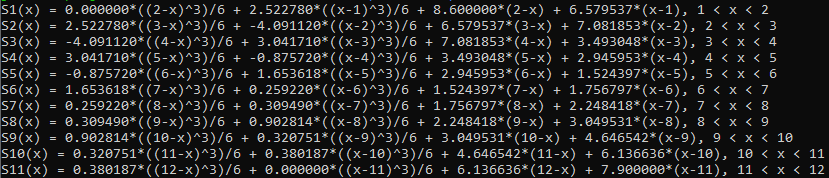 S1(x) = 0.000000*((2-x)^3)/6 + 2.522780*((x-1)^3)/6 + 8.600000*(2-x) + 6.579537*(x-1), 1 < x < 2
S2(x) = 2.522780*((3-x)^3)/6 + -4.091120*((x-2)^3)/6 + 6.579537*(3-x) + 7.081853*(x-2), 2 < x < 3
S3(x) = -4.091120*((4-x)^3)/6 + 3.041710*((x-3)^3)/6 + 7.081853*(4-x) + 3.493048*(x-3), 3 < x < 4
S4(x) = 3.041710*((5-x)^3)/6 + -0.875720*((x-4)^3)/6 + 3.493048*(5-x) + 2.945953*(x-4), 4 < x < 5
S5(x) = -0.875720*((6-x)^3)/6 + 1.653618*((x-5)^3)/6 + 2.945953*(6-x) + 1.524397*(x-5), 5 < x < 6
S6(x) = 1.653618*((7-x)^3)/6 + 0.259220*((x-6)^3)/6 + 1.524397*(7-x) + 1.756797*(x-6), 6 < x < 7
S7(x) = 0.259220*((8-x)^3)/6 + 0.309490*((x-7)^3)/6 + 1.756797*(8-x) + 2.248418*(x-7), 7 < x < 8
S8(x) = 0.309490*((9-x)^3)/6 + 0.902814*((x-8)^3)/6 + 2.248418*(9-x) + 3.049531*(x-8), 8 < x < 9
S9(x) = 0.902814*((10-x)^3)/6 + 0.320751*((x-9)^3)/6 + 3.049531*(10-x) + 4.646542*(x-9), 9 < x < 10
S10(x) = 0.320751*((11-x)^3)/6 + 0.380187*((x-10)^3)/6 + 4.646542*(11-x) + 6.136636*(x-10), 10 < x < 11
S11(x) = 0.380187*((12-x)^3)/6 + 0.000000*((x-11)^3)/6 + 6.136636*(12-x) + 7.900000*(x-11), 11 < x < 12